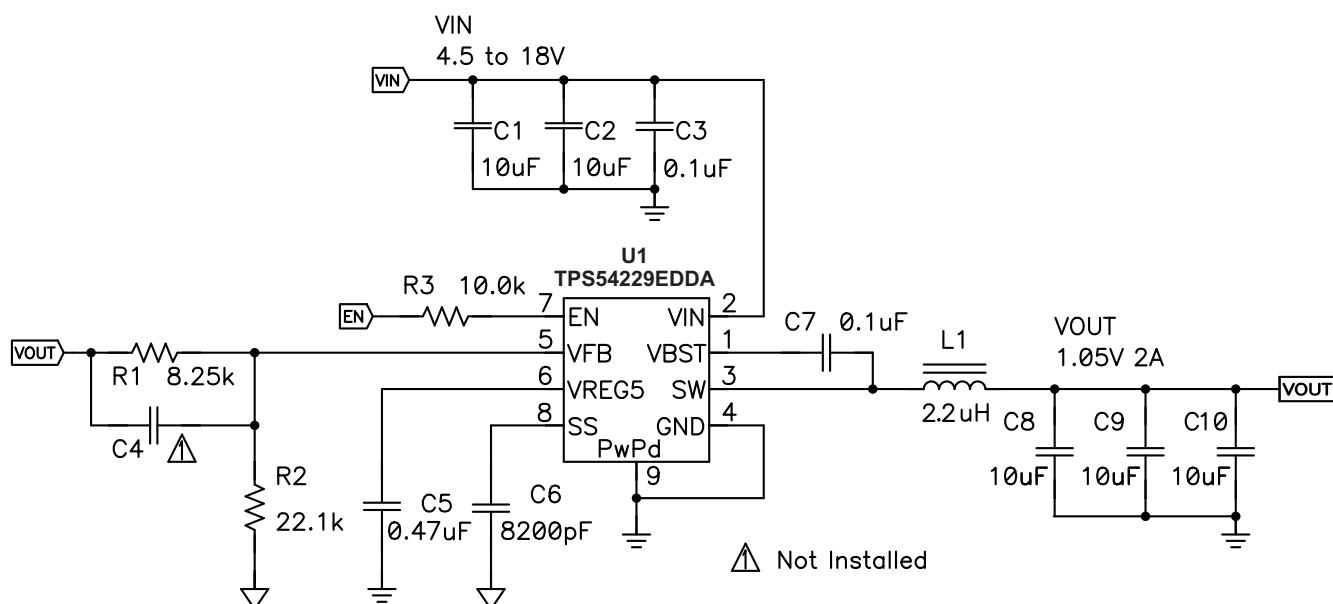 VIN
4.5 to 18V
VIN
C1
C2
C3
10uF
10uF
0.1uF
U1
TPS54229EDDA
R3 10.0k
EN
7
EN
VIN
2
C7
0.1uF
VOUT
R1
8.25k
5
VFB
VBST
1
L1
VOUT
1.05V 2A
6
VREG5
SW
3
2.2uH
VOUT
C4
1
8
SS
GND
4
PwPd
9
C8
C9
C10
10uF
10uF
10uF
R2
22.1k
C5
0.47uF
C6
8200pF
1 Not Installed